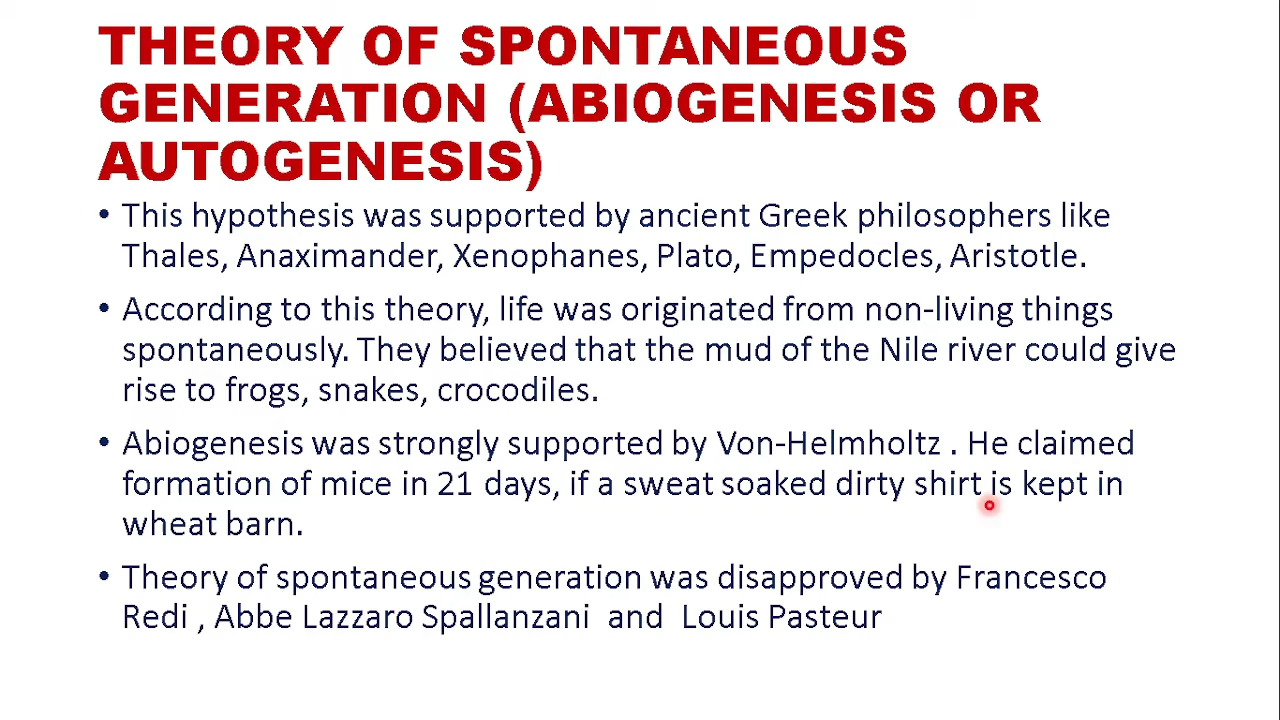 THEORY OF SPONTANEOUS
GENERATION (ABIOGENESIS OR
AUTOGENESIS)
• This hypothesis was supported by ancient Greek philosophers like
Thales, Anaximander, Xenophanes, Plato, Empedocles, Aristotle.
• According to this theory, life was originated from non-living things
spontaneously. They believed that the mud of the Nile river could give
rise to frogs, snakes, crocodiles.
• Abiogenesis was strongly supported by Von-Helmholtz . He claimed
formation of mice in 21 days, if a sweat soaked dirty shirt is kept in
wheat barn.
• Theory of spontaneous generation was disapproved by Francesco
Redi , Abbe Lazzaro Spallanzani  and  Louis Pasteur